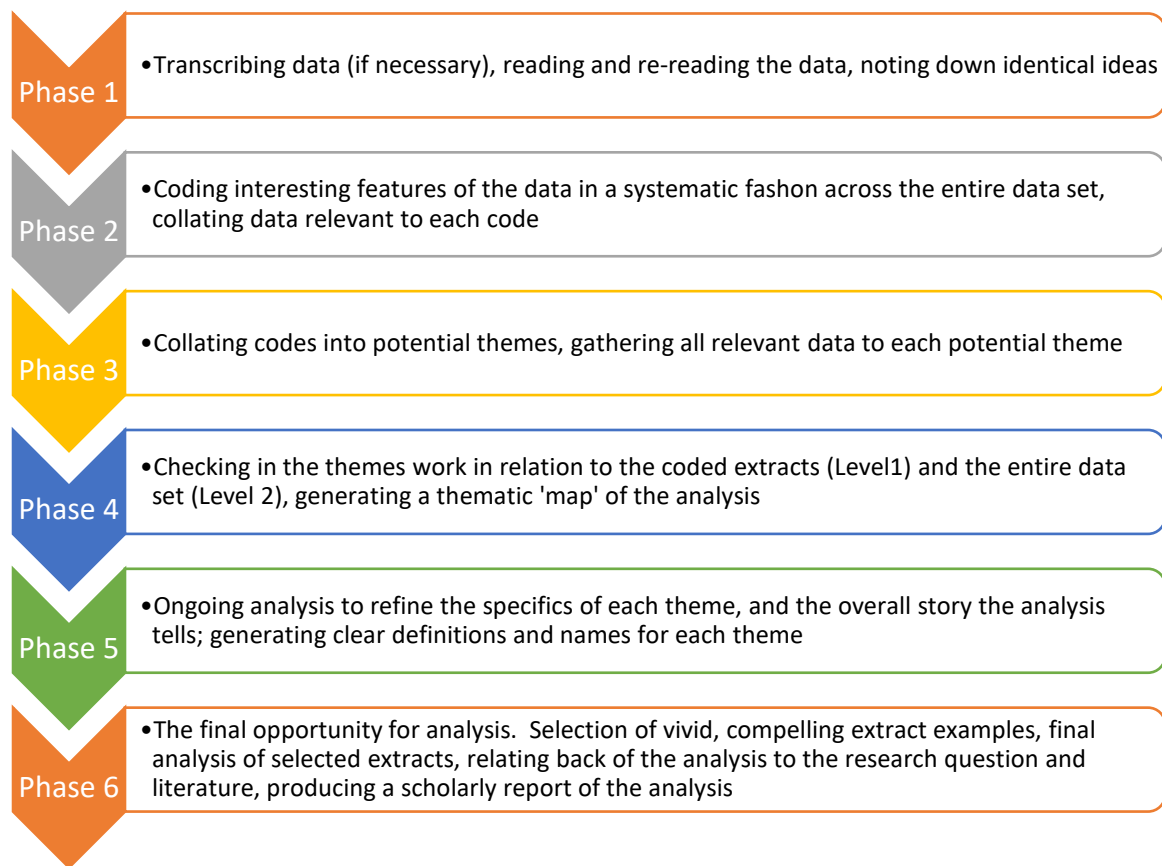 Phase 1
•Transcribing data (if necessary), reading and re-reading the data, noting down identical ideas
Phase 2
•Coding interesting features of the data in a systematic fashon across the entire data set,
collating data relevant to each code
Phase 3
•Collating codes into potential themes, gathering all relevant data to each potential theme
Phase 4
•Checking in the themes work in relation to the coded extracts (Level1) and the entire data
set (Level 2), generating a thematic 'map' of the analysis
Phase 5
•Ongoing analysis to refine the specifics of each theme, and the overall story the analysis
tells; generating clear definitions and names for each theme
Phase 6
•The final opportunity for analysis.  Selection of vivid, compelling extract examples, final
analysis of selected extracts, relating back of the analysis to the research question and
literature, producing a scholarly report of the analysis